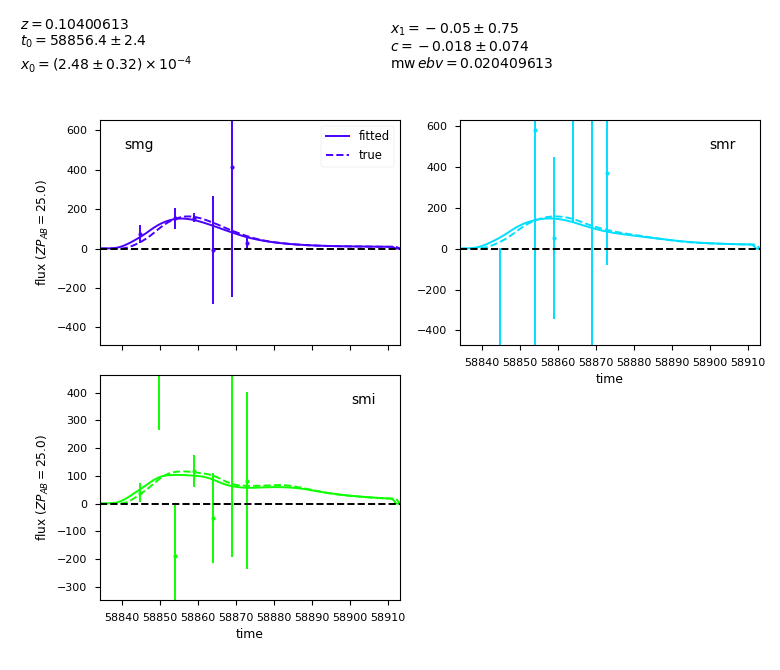 z = 0.10400613
t₀ = 58856.4 ± 2.4
x₀ = (2.48 ± 0.32) × 10⁻⁴
x₁ = −0.05 ± 0.75
c = −0.018 ± 0.074
mw ebv = 0.020409613
smg
fitted
true
600
400
200
0
−200
−400
flux (ZP_AB = 25.0)
smr
600
400
200
0
−200
−400
58840 58850 58860 58870 58880 58890 58900 58910
time
smi
400
300
200
100
0
−100
−200
−300
flux (ZP_AB = 25.0)
58840 58850 58860 58870 58880 58890 58900 58910
time